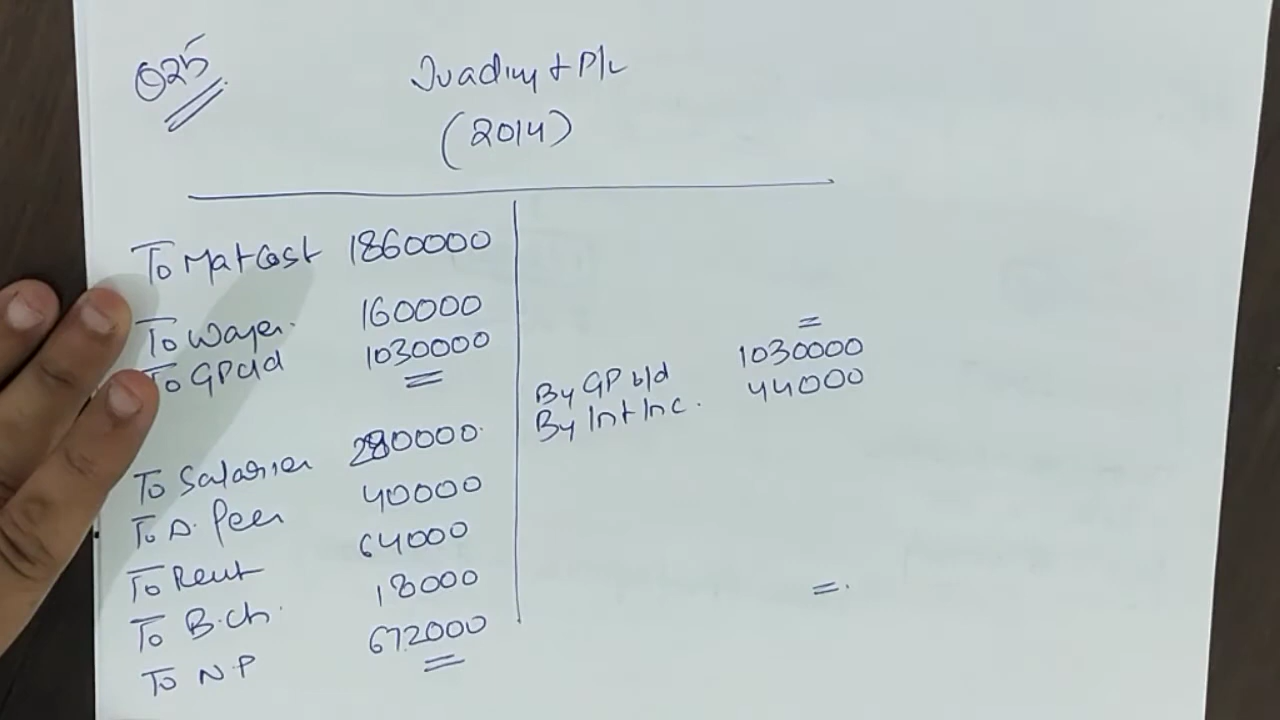 Q25
Trading + P/L
(2014)
To Mat Cost 1860000
To Wages. 160000
To GP c/d 1030000
By GP b/d 1030000
By Int Inc. 44000
To Salaries 280000
To A. Fees 40000
To Rent 64000
To B.Ch. 18000
To N.P 672000